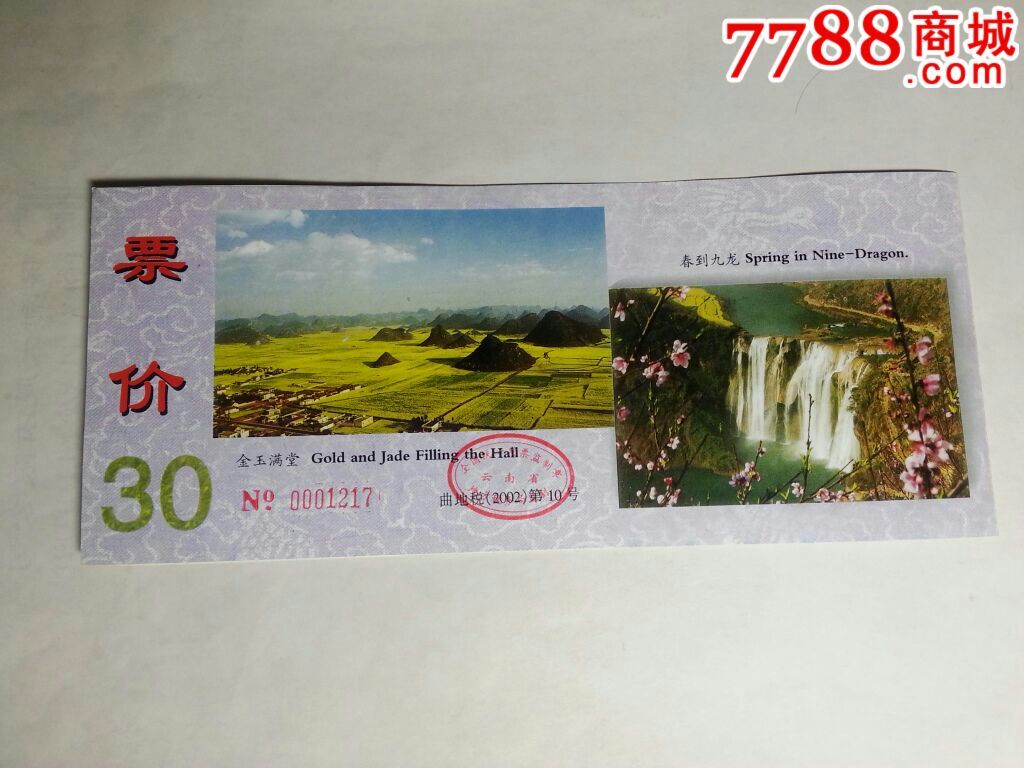 7788商城
.com
票
价
30
春到九龙 Spring in Nine-Dragon.
金玉满堂 Gold and Jade Filling the Hall
Nº 0001217
云南省
曲地税(2002)第10号